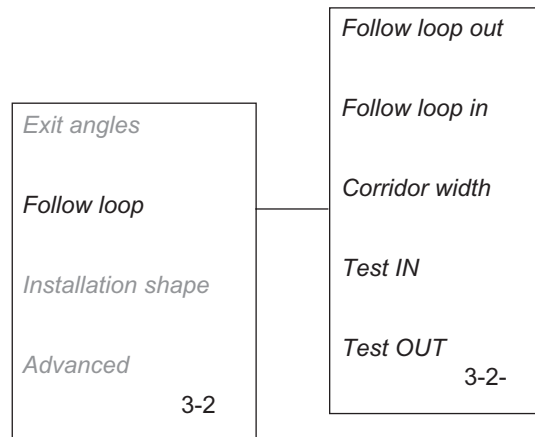 Exit angles
Follow loop
Installation shape
Advanced
3-2
Follow loop out
Follow loop in
Corridor width
Test IN
Test OUT
3-2-